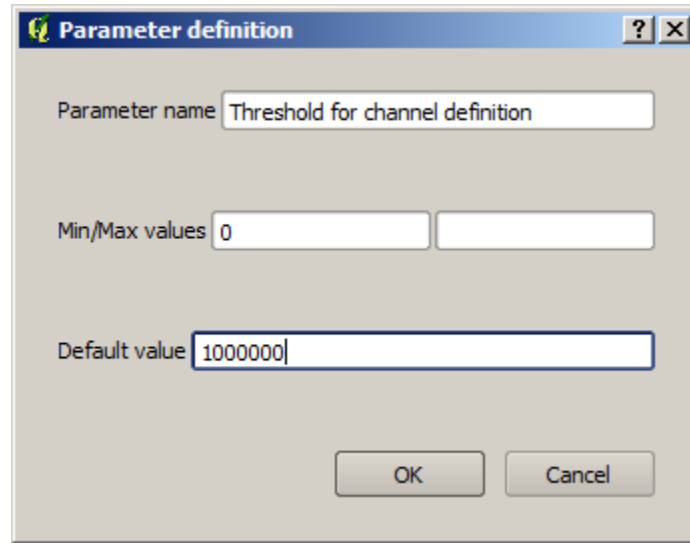 Parameter definition ? X
Parameter name Threshold for channel definition
Min/Max values 0
Default value 1000000
OK Cancel